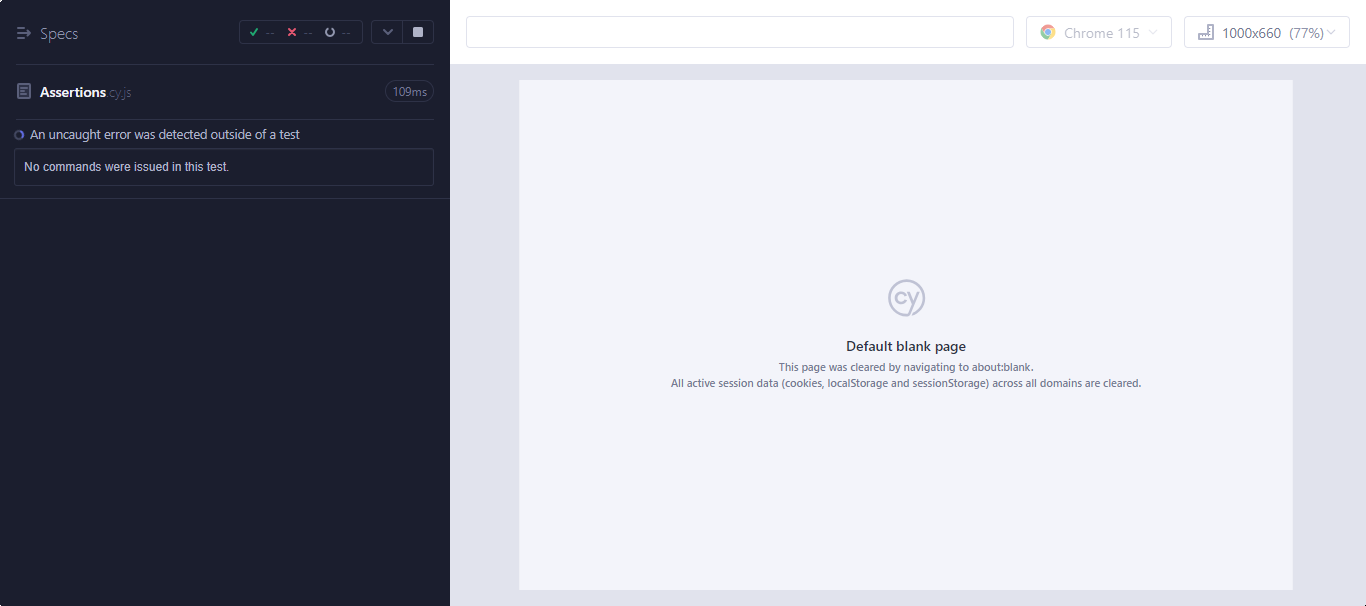 Specs
-- -- --
Assertions.cy.js
109ms
An uncaught error was detected outside of a test
No commands were issued in this test.
Chrome 115
1000x660 (77%)
cy
Default blank page
This page was cleared by navigating to about:blank.
All active session data (cookies, localStorage and sessionStorage) across all domains are cleared.